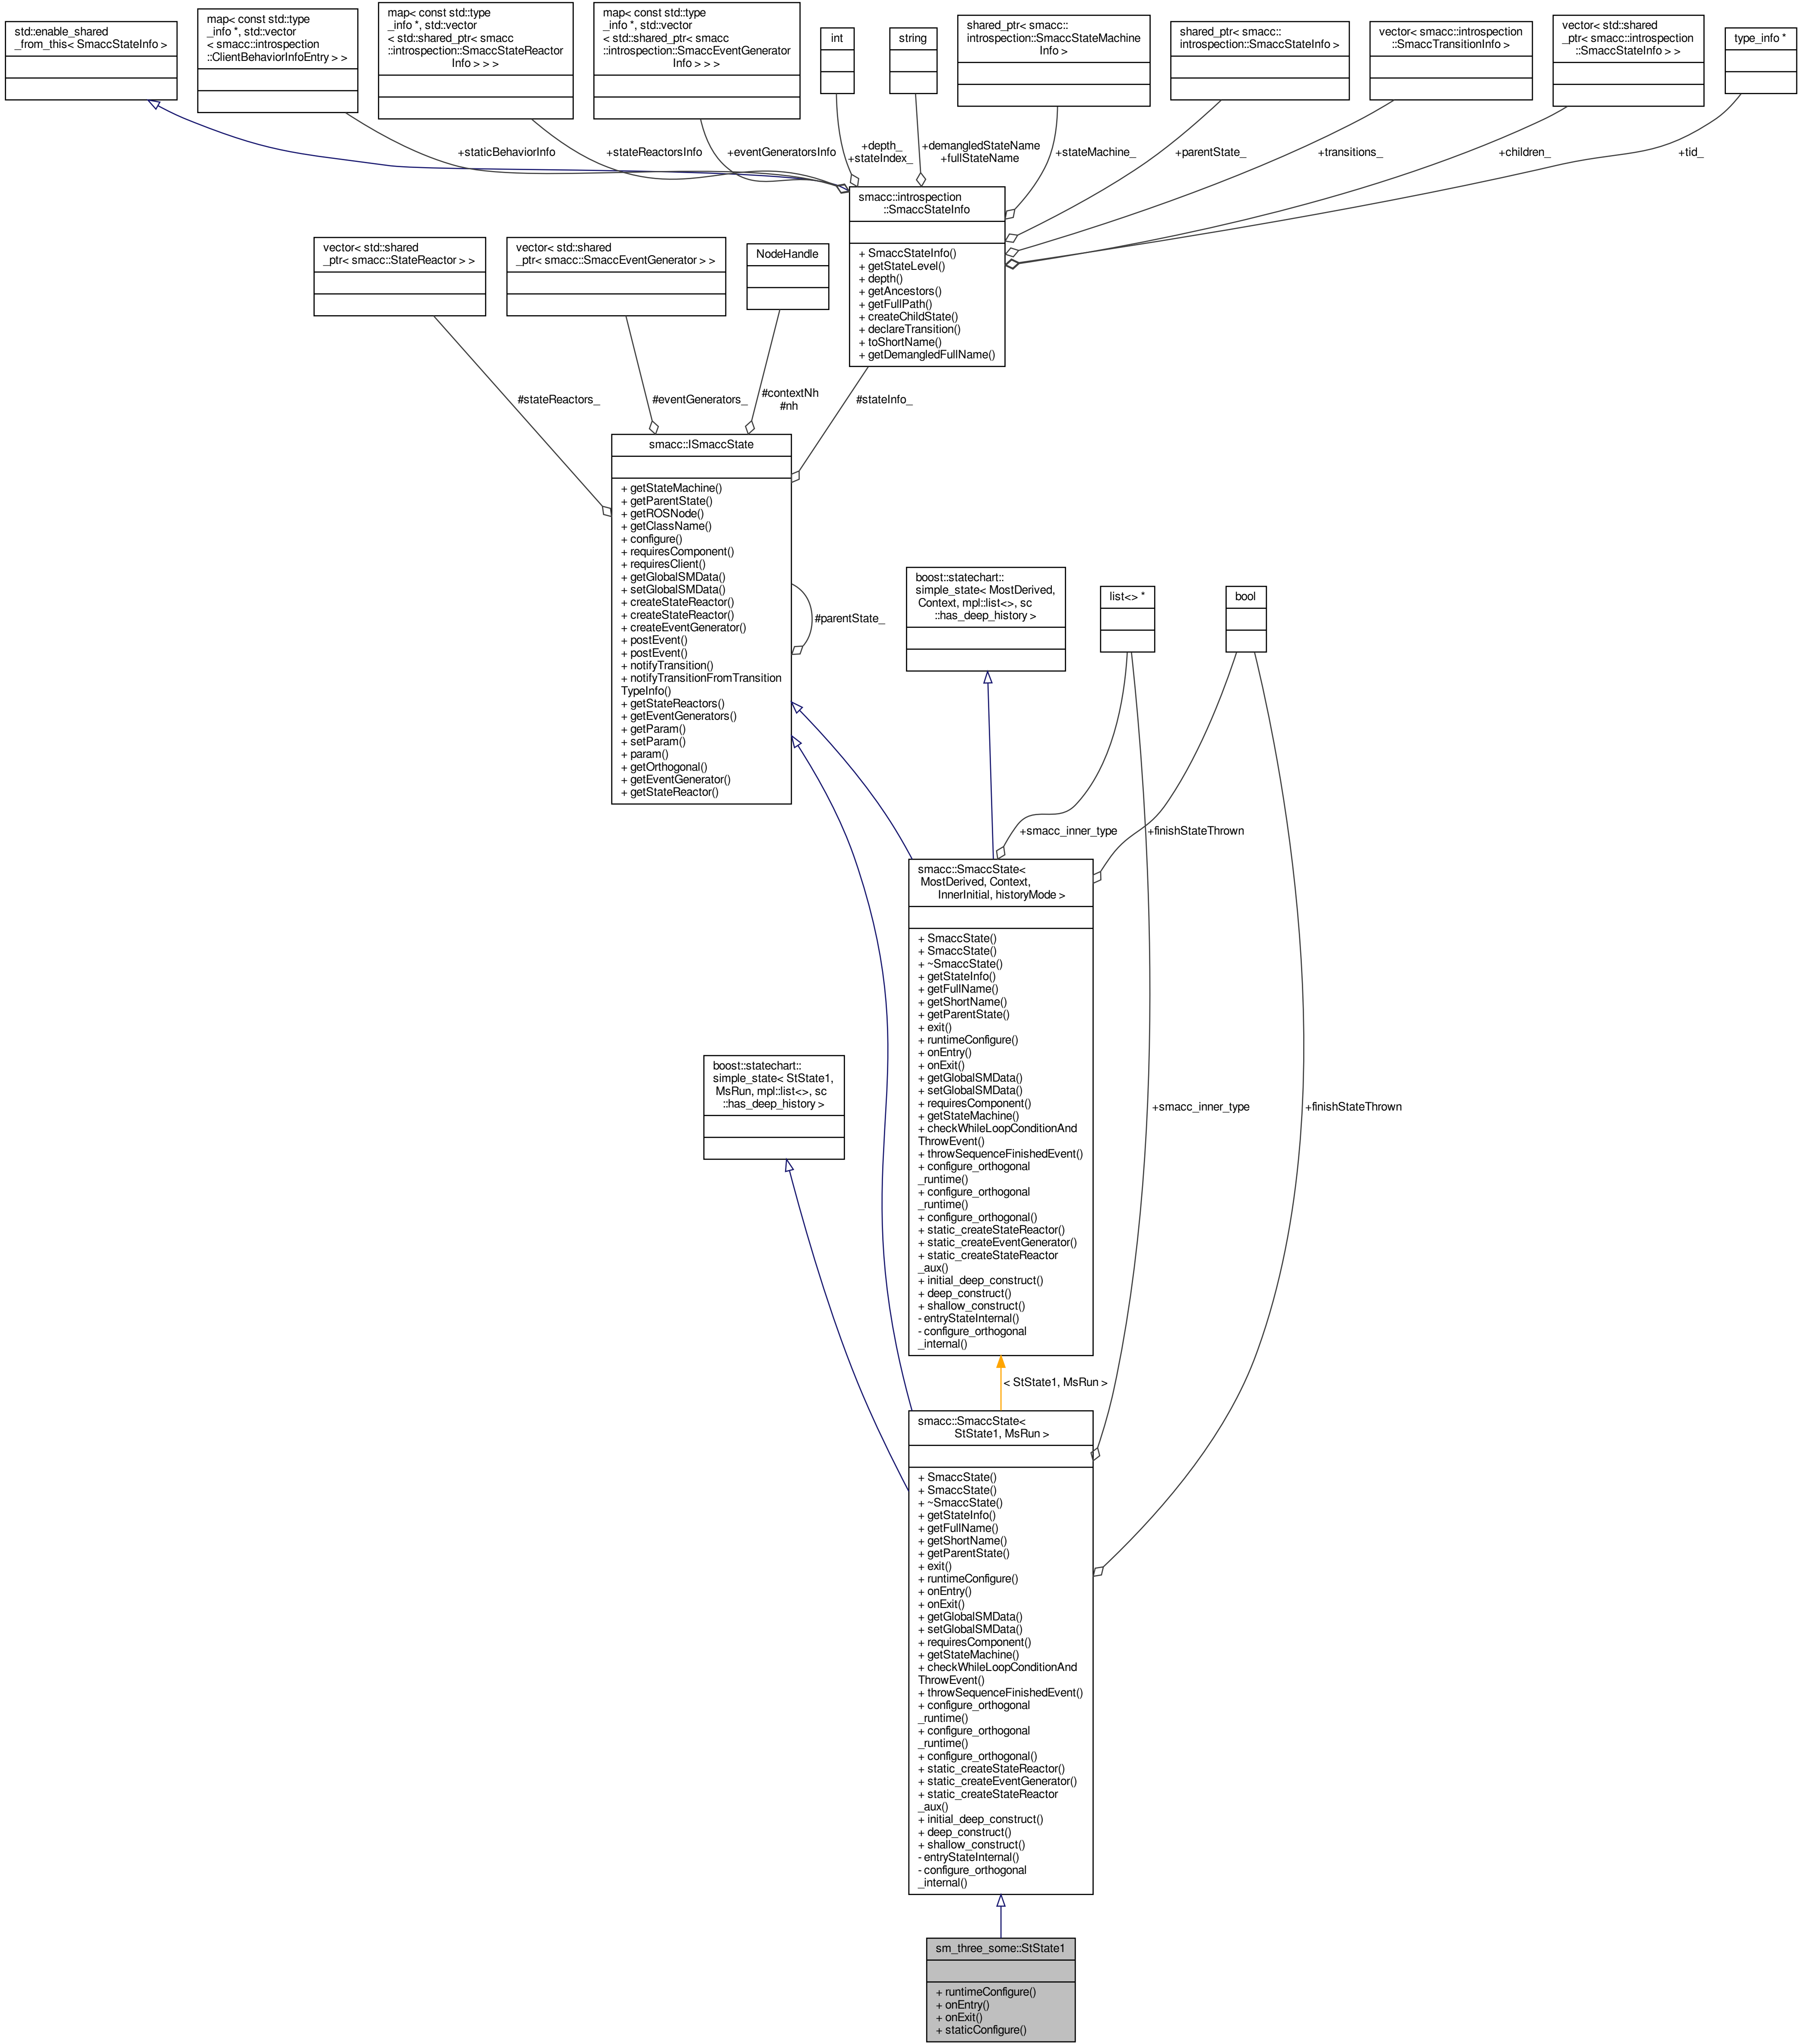 std::enable_shared
_from_this< SmaccStateInfo >
map< const std::type
_info *, std::vector
< smacc::introspection
::ClientBehaviorInfoEntry > >
map< const std::type
_info *, std::vector
< std::shared_ptr< smacc
::introspection::SmaccStateReactor
Info > > >
map< const std::type
_info *, std::vector
< std::shared_ptr< smacc
::introspection::SmaccEventGenerator
Info > > >
int
string
shared_ptr< smacc::
introspection::SmaccStateMachine
Info >
shared_ptr< smacc::
introspection::SmaccStateInfo >
vector< smacc::introspection
::SmaccTransitionInfo >
vector< std::shared
_ptr< smacc::introspection
::SmaccStateInfo > >
type_info *
+staticBehaviorInfo
+stateReactorsInfo
+eventGeneratorsInfo
+depth_
+stateIndex_
+demangledStateName
+fullStateName
+stateMachine_
+parentState_
+transitions_
+children_
+tid_
smacc::introspection
::SmaccStateInfo
+ SmaccStateInfo()
+ getStateLevel()
+ depth()
+ getAncestors()
+ getFullPath()
+ createChildState()
+ declareTransition()
+ toShortName()
+ getDemangledFullName()
vector< std::shared
_ptr< smacc::StateReactor > >
vector< std::shared
_ptr< smacc::SmaccEventGenerator > >
NodeHandle
#stateReactors_
#eventGenerators_
#contextNh
#nh
#stateInfo_
smacc::ISmaccState
+ getStateMachine()
+ getParentState()
+ getROSNode()
+ getClassName()
+ configure()
+ requiresComponent()
+ requiresClient()
+ getGlobalSMData()
+ setGlobalSMData()
+ createStateReactor()
+ createStateReactor()
+ createEventGenerator()
+ postEvent()
+ postEvent()
+ notifyTransition()
+ notifyTransitionFromTransition
TypeInfo()
+ getStateReactors()
+ getEventGenerators()
+ getParam()
+ setParam()
+ param()
+ getOrthogonal()
+ getEventGenerator()
+ getStateReactor()
#parentState_
boost::statechart::
simple_state< MostDerived,
Context, mpl::list<>, sc
::has_deep_history >
list<> *
bool
+smacc_inner_type
+finishStateThrown
smacc::SmaccState<
MostDerived, Context,
InnerInitial, historyMode >
+ SmaccState()
+ SmaccState()
+ ~SmaccState()
+ getStateInfo()
+ getFullName()
+ getShortName()
+ getParentState()
+ exit()
+ runtimeConfigure()
+ onEntry()
+ onExit()
+ getGlobalSMData()
+ setGlobalSMData()
+ requiresComponent()
+ getStateMachine()
+ checkWhileLoopConditionAnd
ThrowEvent()
+ throwSequenceFinishedEvent()
+ configure_orthogonal
_runtime()
+ configure_orthogonal
_runtime()
+ configure_orthogonal()
+ static_createStateReactor()
+ static_createEventGenerator()
+ static_createStateReactor
_aux()
+ initial_deep_construct()
+ deep_construct()
+ shallow_construct()
- entryStateInternal()
- configure_orthogonal
_internal()
boost::statechart::
simple_state< StState1,
MsRun, mpl::list<>, sc
::has_deep_history >
+smacc_inner_type
+finishStateThrown
< StState1, MsRun >
smacc::SmaccState<
StState1, MsRun >
+ SmaccState()
+ SmaccState()
+ ~SmaccState()
+ getStateInfo()
+ getFullName()
+ getShortName()
+ getParentState()
+ exit()
+ runtimeConfigure()
+ onEntry()
+ onExit()
+ getGlobalSMData()
+ setGlobalSMData()
+ requiresComponent()
+ getStateMachine()
+ checkWhileLoopConditionAnd
ThrowEvent()
+ throwSequenceFinishedEvent()
+ configure_orthogonal
_runtime()
+ configure_orthogonal
_runtime()
+ configure_orthogonal()
+ static_createStateReactor()
+ static_createEventGenerator()
+ static_createStateReactor
_aux()
+ initial_deep_construct()
+ deep_construct()
+ shallow_construct()
- entryStateInternal()
- configure_orthogonal
_internal()
sm_three_some::StState1
+ runtimeConfigure()
+ onEntry()
+ onExit()
+ staticConfigure()